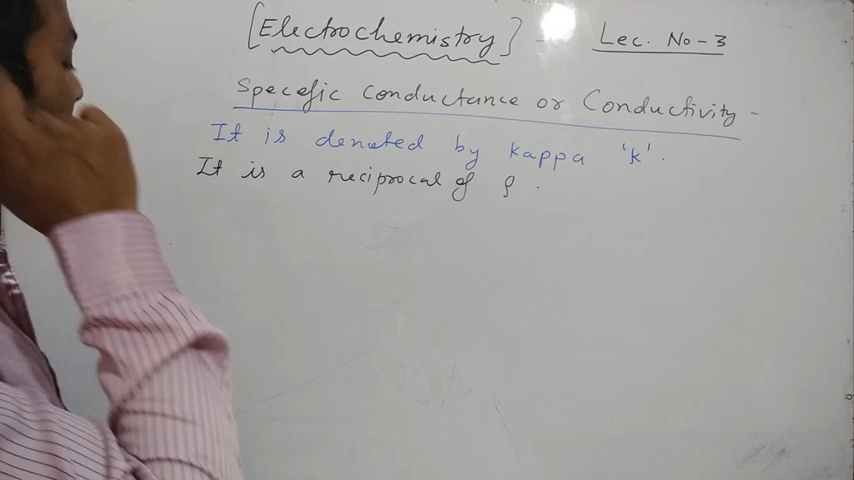 [Electrochemistry] - Lec. No-3
Specefic Conductance or Conductivity -
It is denoted by kappa 'k'.
It is a reciprocal of ρ.